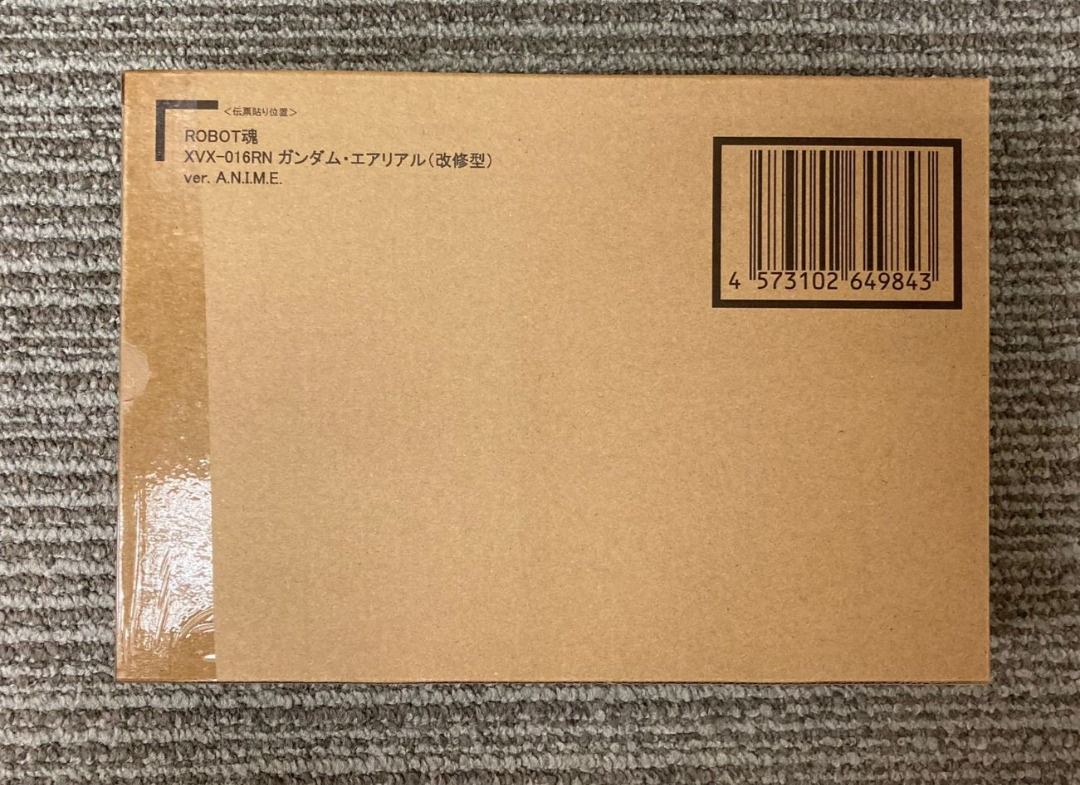 ＜伝票貼り位置＞
ROBOT魂
XVX-016RN ガンダム・エアリアル（改修型）
ver. A.N.I.M.E.
4 573102 649843